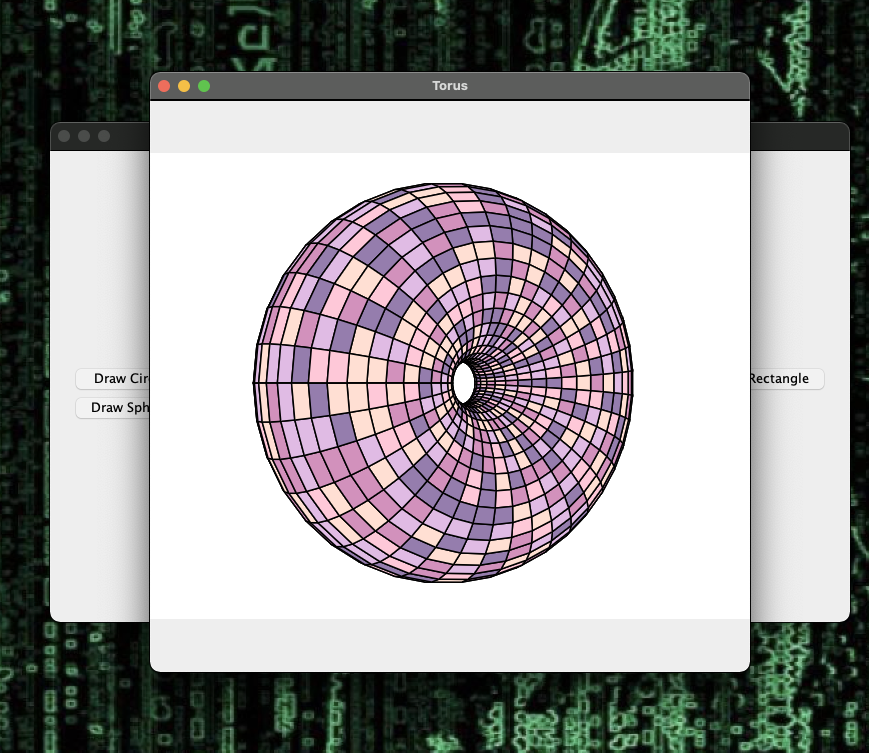 Torus
Draw Cir
Rectangle
Draw Sph